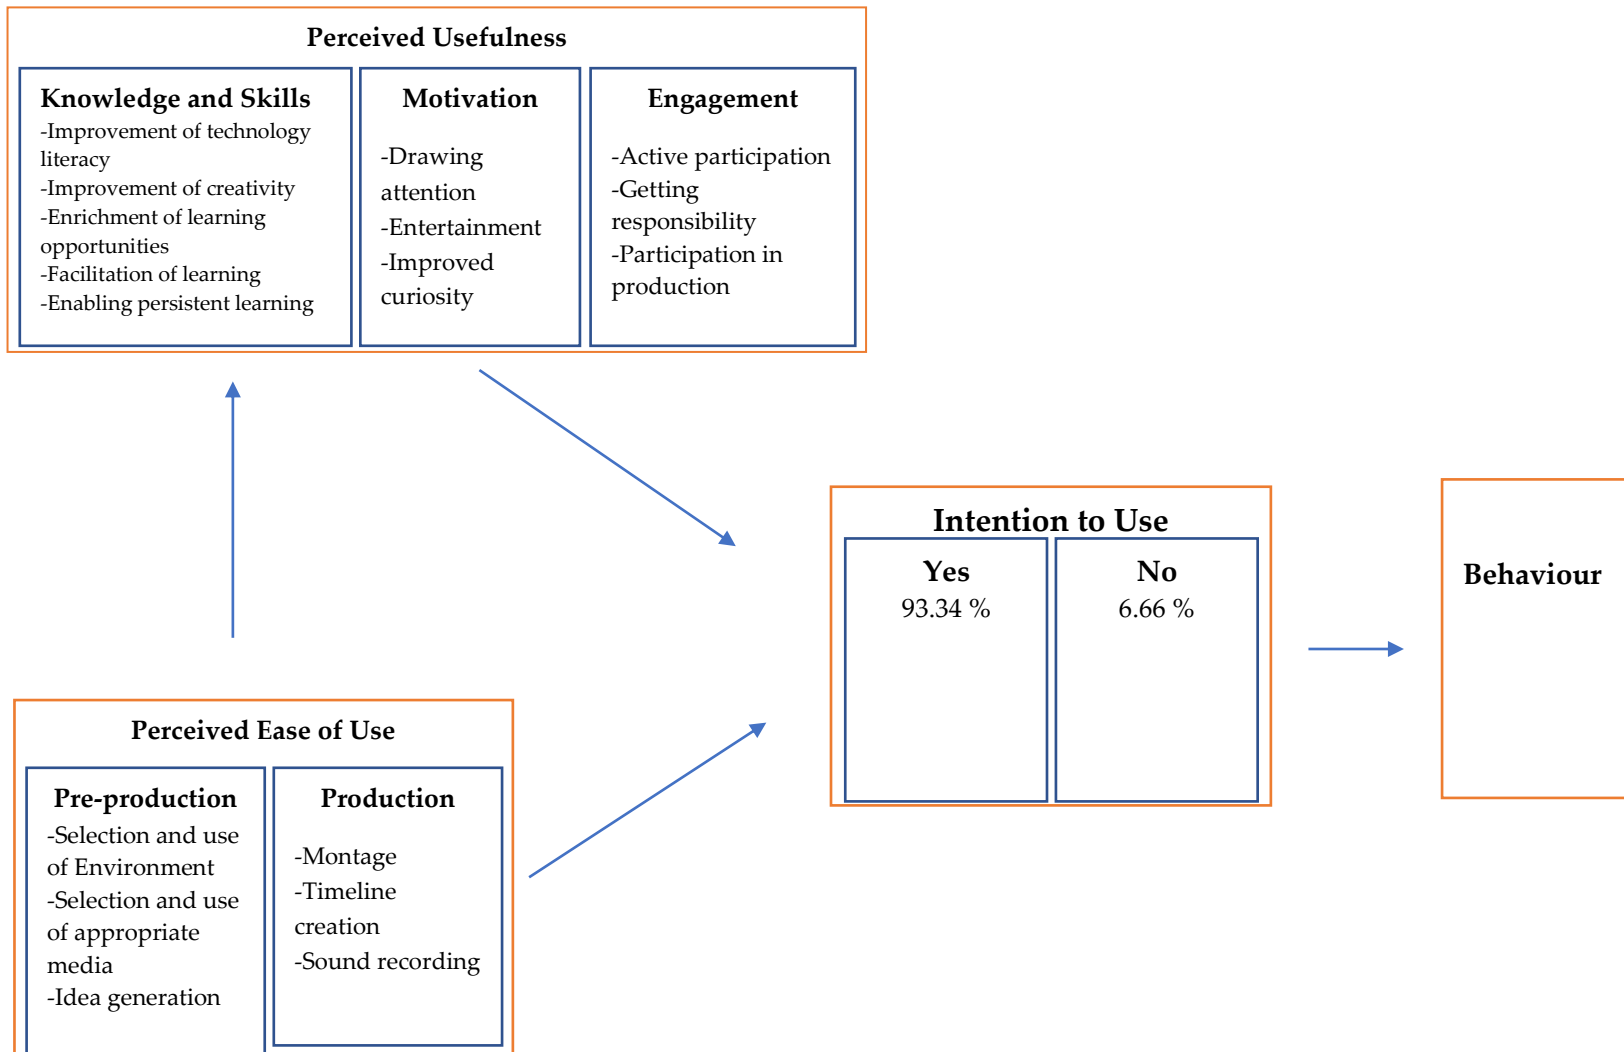 Perceived Usefulness
Knowledge and Skills
-Improvement of technology
literacy
-Improvement of creativity
-Enrichment of learning
opportunities
-Facilitation of learning
-Enabling persistent learning
Motivation
-Drawing
attention
-Entertainment
-Improved
curiosity
Engagement
-Active participation
-Getting
responsibility
-Participation in
production
Intention to Use
Yes
93.34 %
No
6.66 %
Behaviour
Perceived Ease of Use
Pre-production
-Selection and use
of Environment
-Selection and use
of appropriate
media
-Idea generation
Production
-Montage
-Timeline
creation
-Sound recording